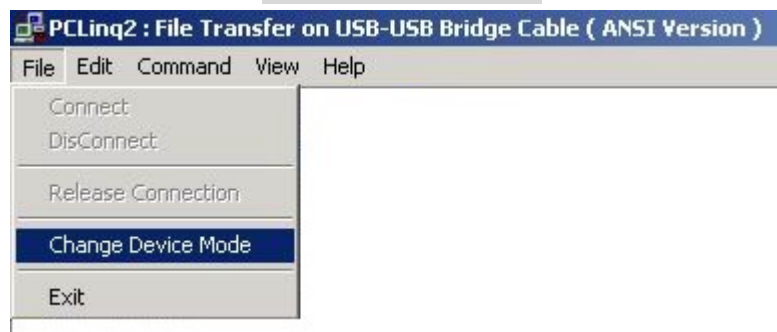 PCLinq2 : File Transfer on USB-USB Bridge Cable ( ANSI Version )
File Edit Command View Help
Connect
DisConnect
Release Connection
Change Device Mode
Exit